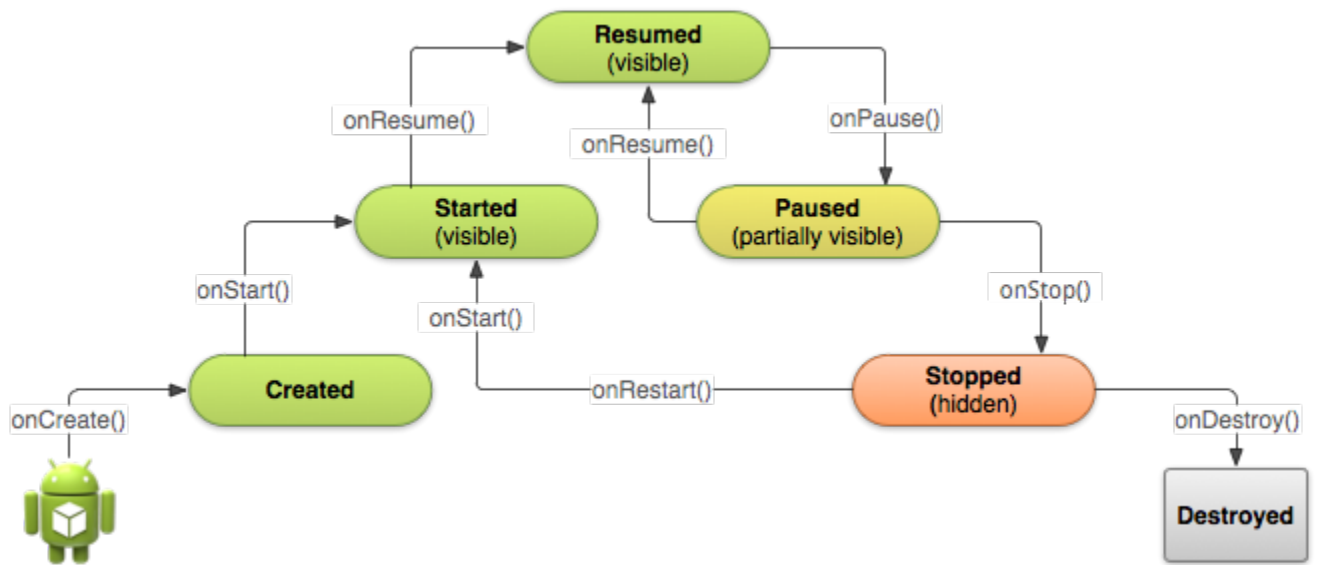 Resumed
(visible)
onResume()
onPause()
onResume()
Started
(visible)
Paused
(partially visible)
onStart()
onStop()
onStart()
Created
onRestart()
Stopped
(hidden)
onCreate()
onDestroy()
Destroyed